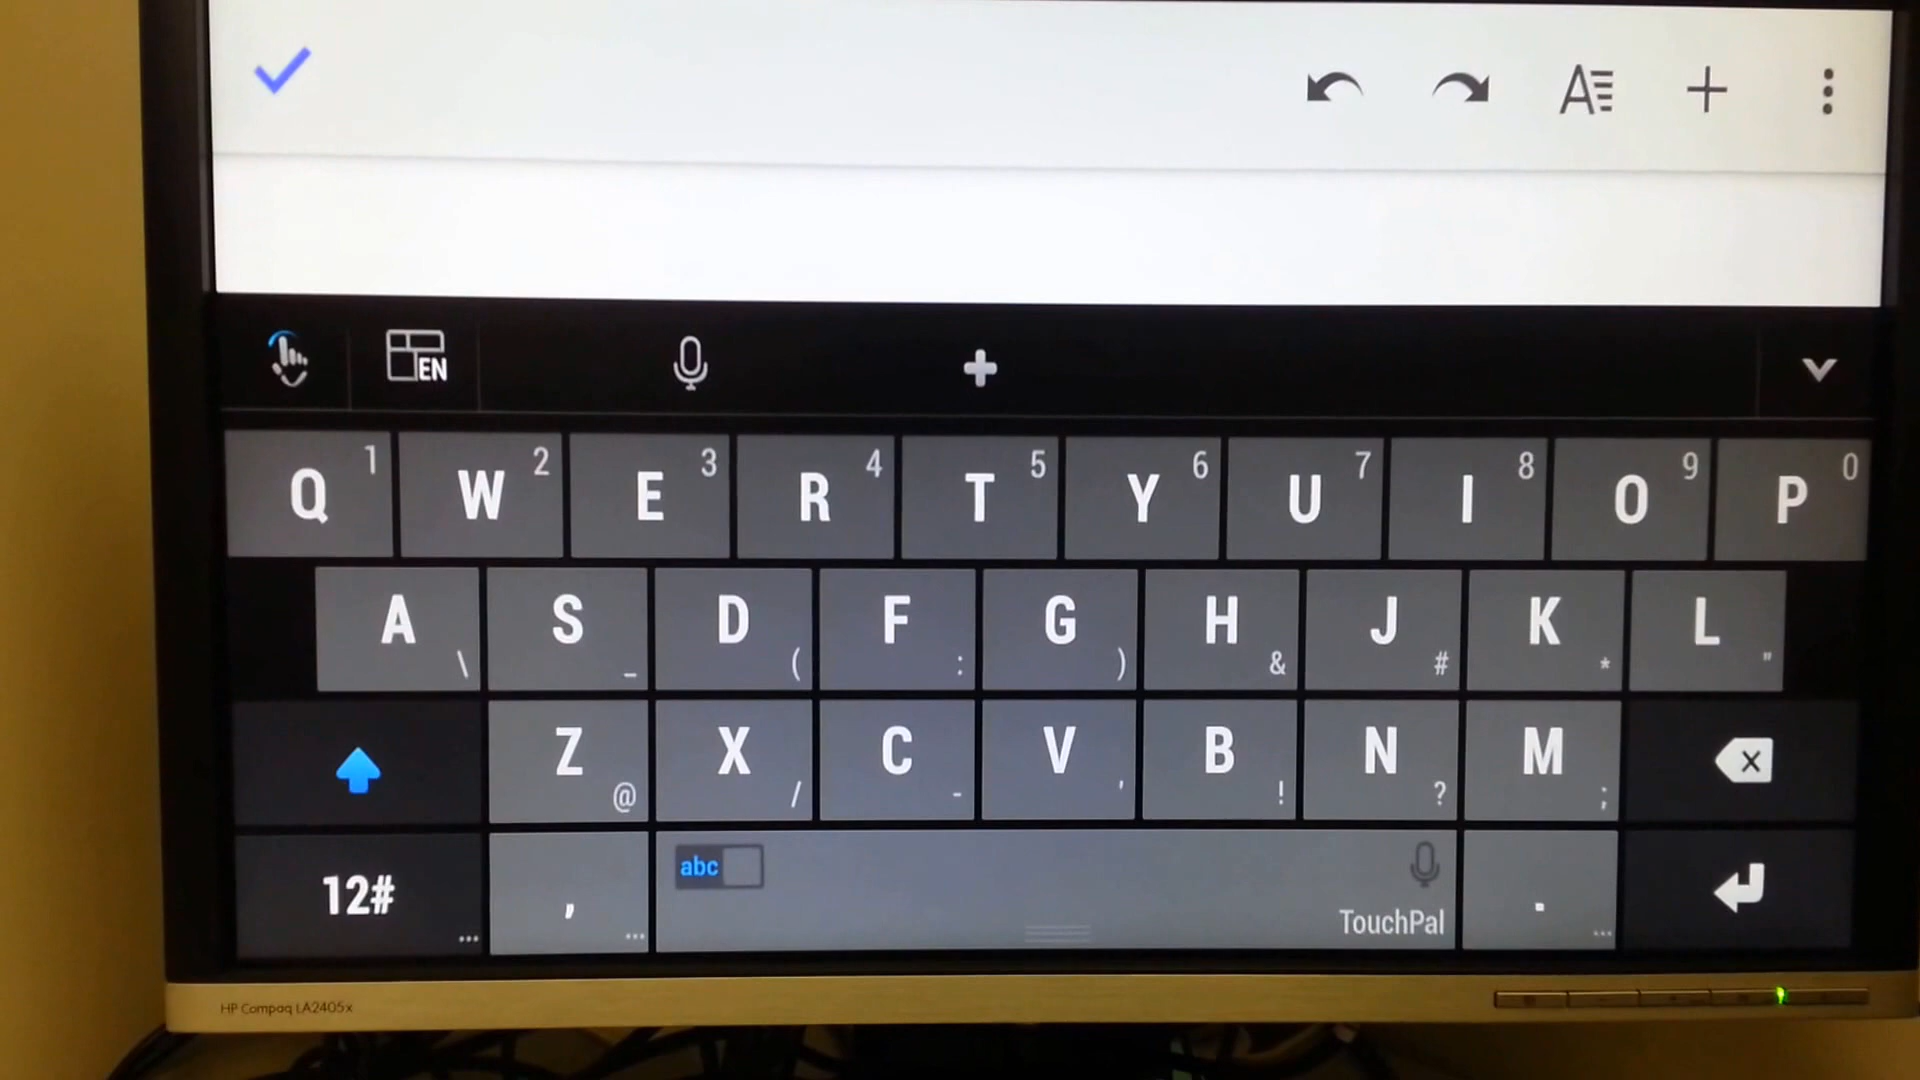 A
EN
Q 1 W 2 E 3 R 4 T 5 Y 6 U 7 I 8 O 9 P 0
A \ S _ D ( F : G ) H & J # K * L "
Z @ X / C - V ' B ! N ? M ;
12# ... , ... abc TouchPal . ...
HP Compaq LA2405x